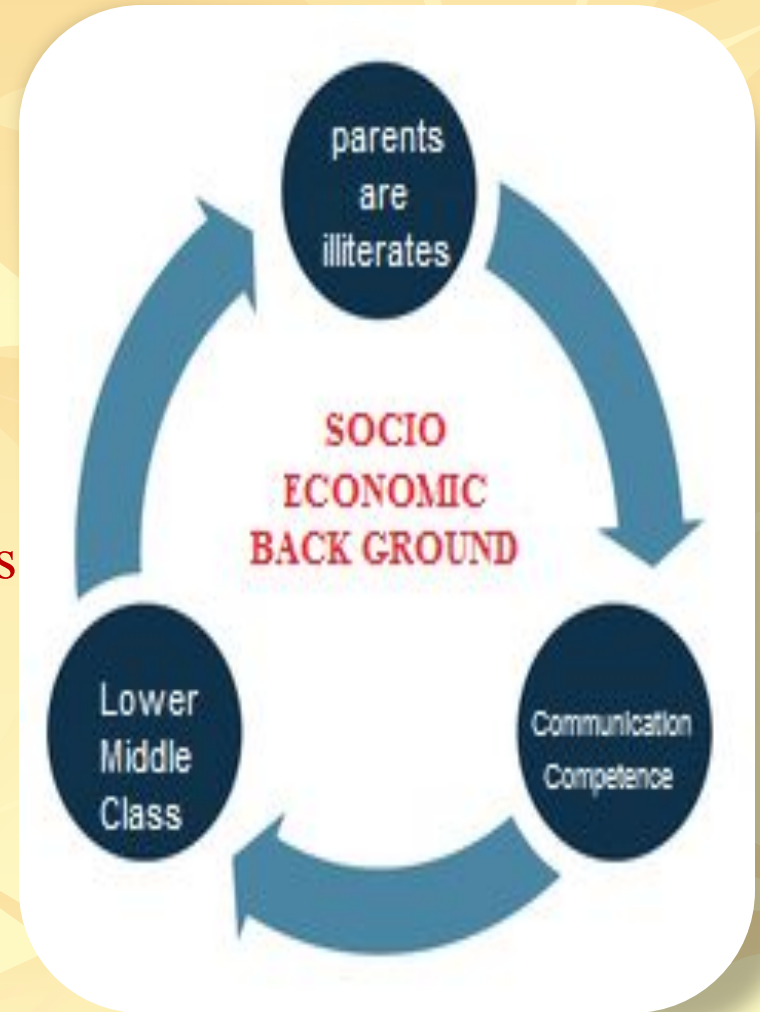 parents
are
illiterates
SOCIO
ECONOMIC
BACK GROUND
s
Lower
Middle
Class
Communication
Competence